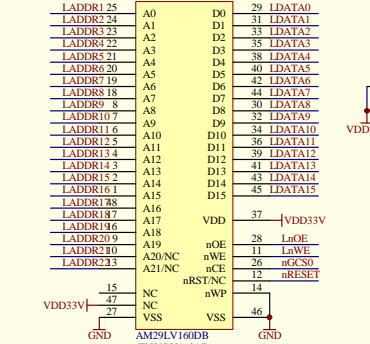 LADDR1 25 A0 D0 29 LDATA0
LADDR2 24 A1 D1 31 LDATA1
LADDR3 23 A2 D2 33 LDATA2
LADDR4 22 A3 D3 35 LDATA3
LADDR5 21 A4 D4 38 LDATA4
LADDR6 20 A5 D5 40 LDATA5
LADDR7 19 A6 D6 42 LDATA6
LADDR8 18 A7 D7 44 LDATA7
LADDR9 8 A8 D8 30 LDATA8
LADDR10 7 A9 D9 32 LDATA9
LADDR11 6 A10 D10 34 LDATA10
LADDR12 5 A11 D11 36 LDATA11
LADDR13 4 A12 D12 39 LDATA12
LADDR14 3 A13 D13 41 LDATA13
LADDR15 2 A14 D14 43 LDATA14
LADDR16 1 A15 D15 45 LDATA15
LADDR17 48 A16
LADDR18 17 A17 VDD 37 VDD33V
LADDR19 16 A18
LADDR20 9 A19 nOE 28 LnOE
LADDR21 10 A20/NC nWE 11 LnWE
LADDR22 13 A21/NC nCE 26 nGCS0
nRST/NC 12 nRESET
15 NC nWP 14
VDD33V 47 NC
27 VSS VSS 46
GND AM29LV160DB GND
VDD